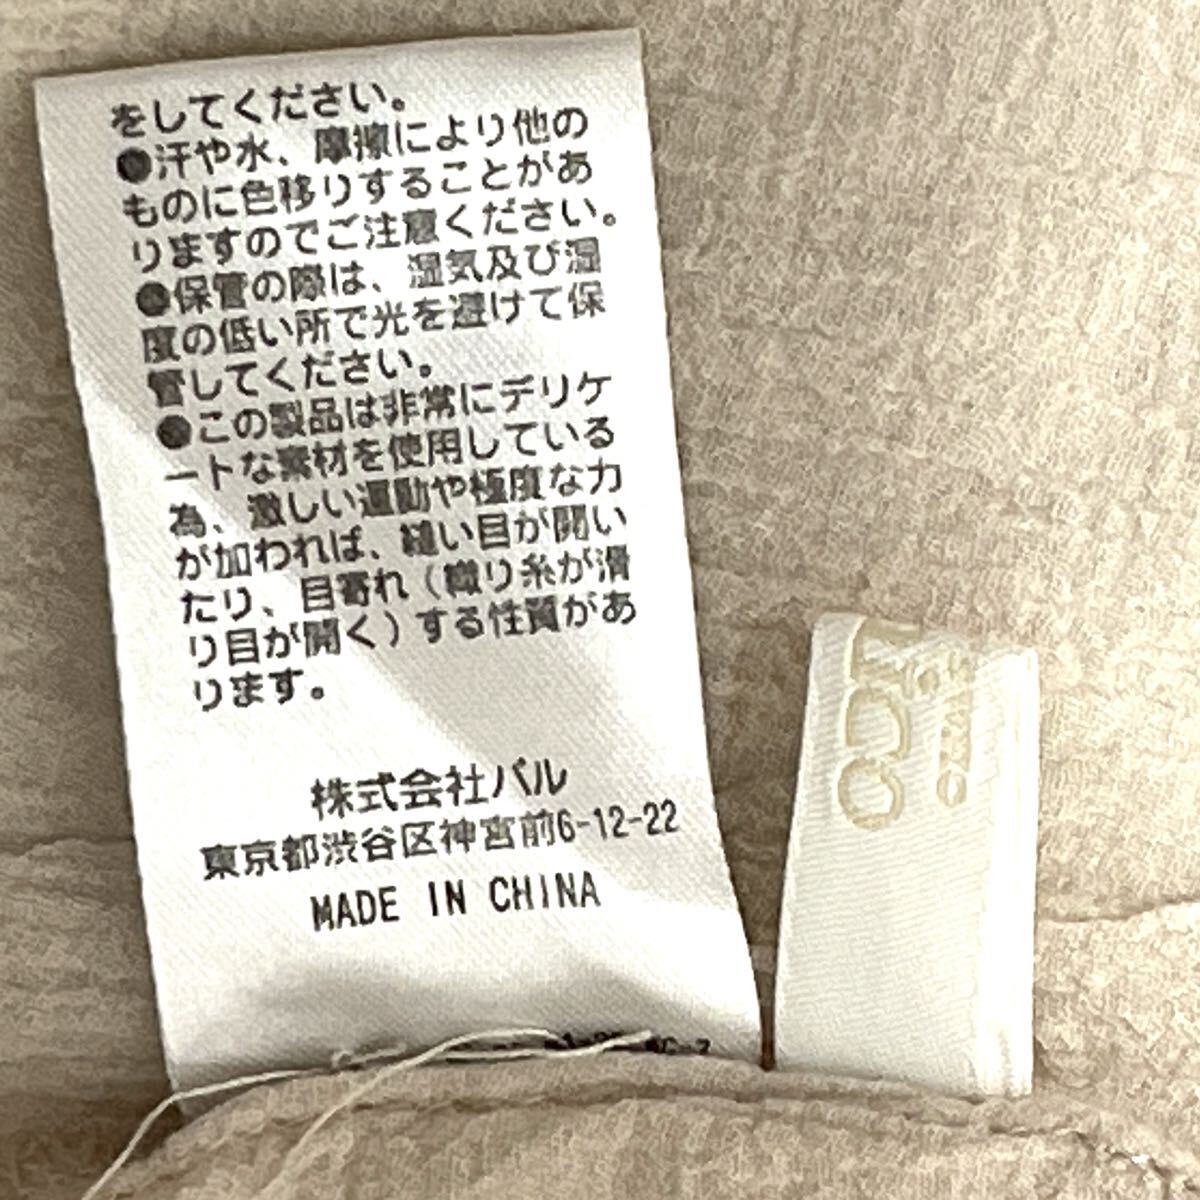 をしてください。
●汗や水、摩擦により他の
ものに色移りすることがあ
りますのでご注意ください。
●保管の際は、湿気及び湿
度の低い所で光を避けて保
管してください。
●この製品は非常にデリケ
ートな素材を使用している
為、激しい運動や極度な力
が加われば、縫い目が開い
たり、目寄れ（織り糸が滑
り目が開く）する性質があ
ります。
株式会社パル
東京都渋谷区神宮前6-12-22
MADE IN CHINA